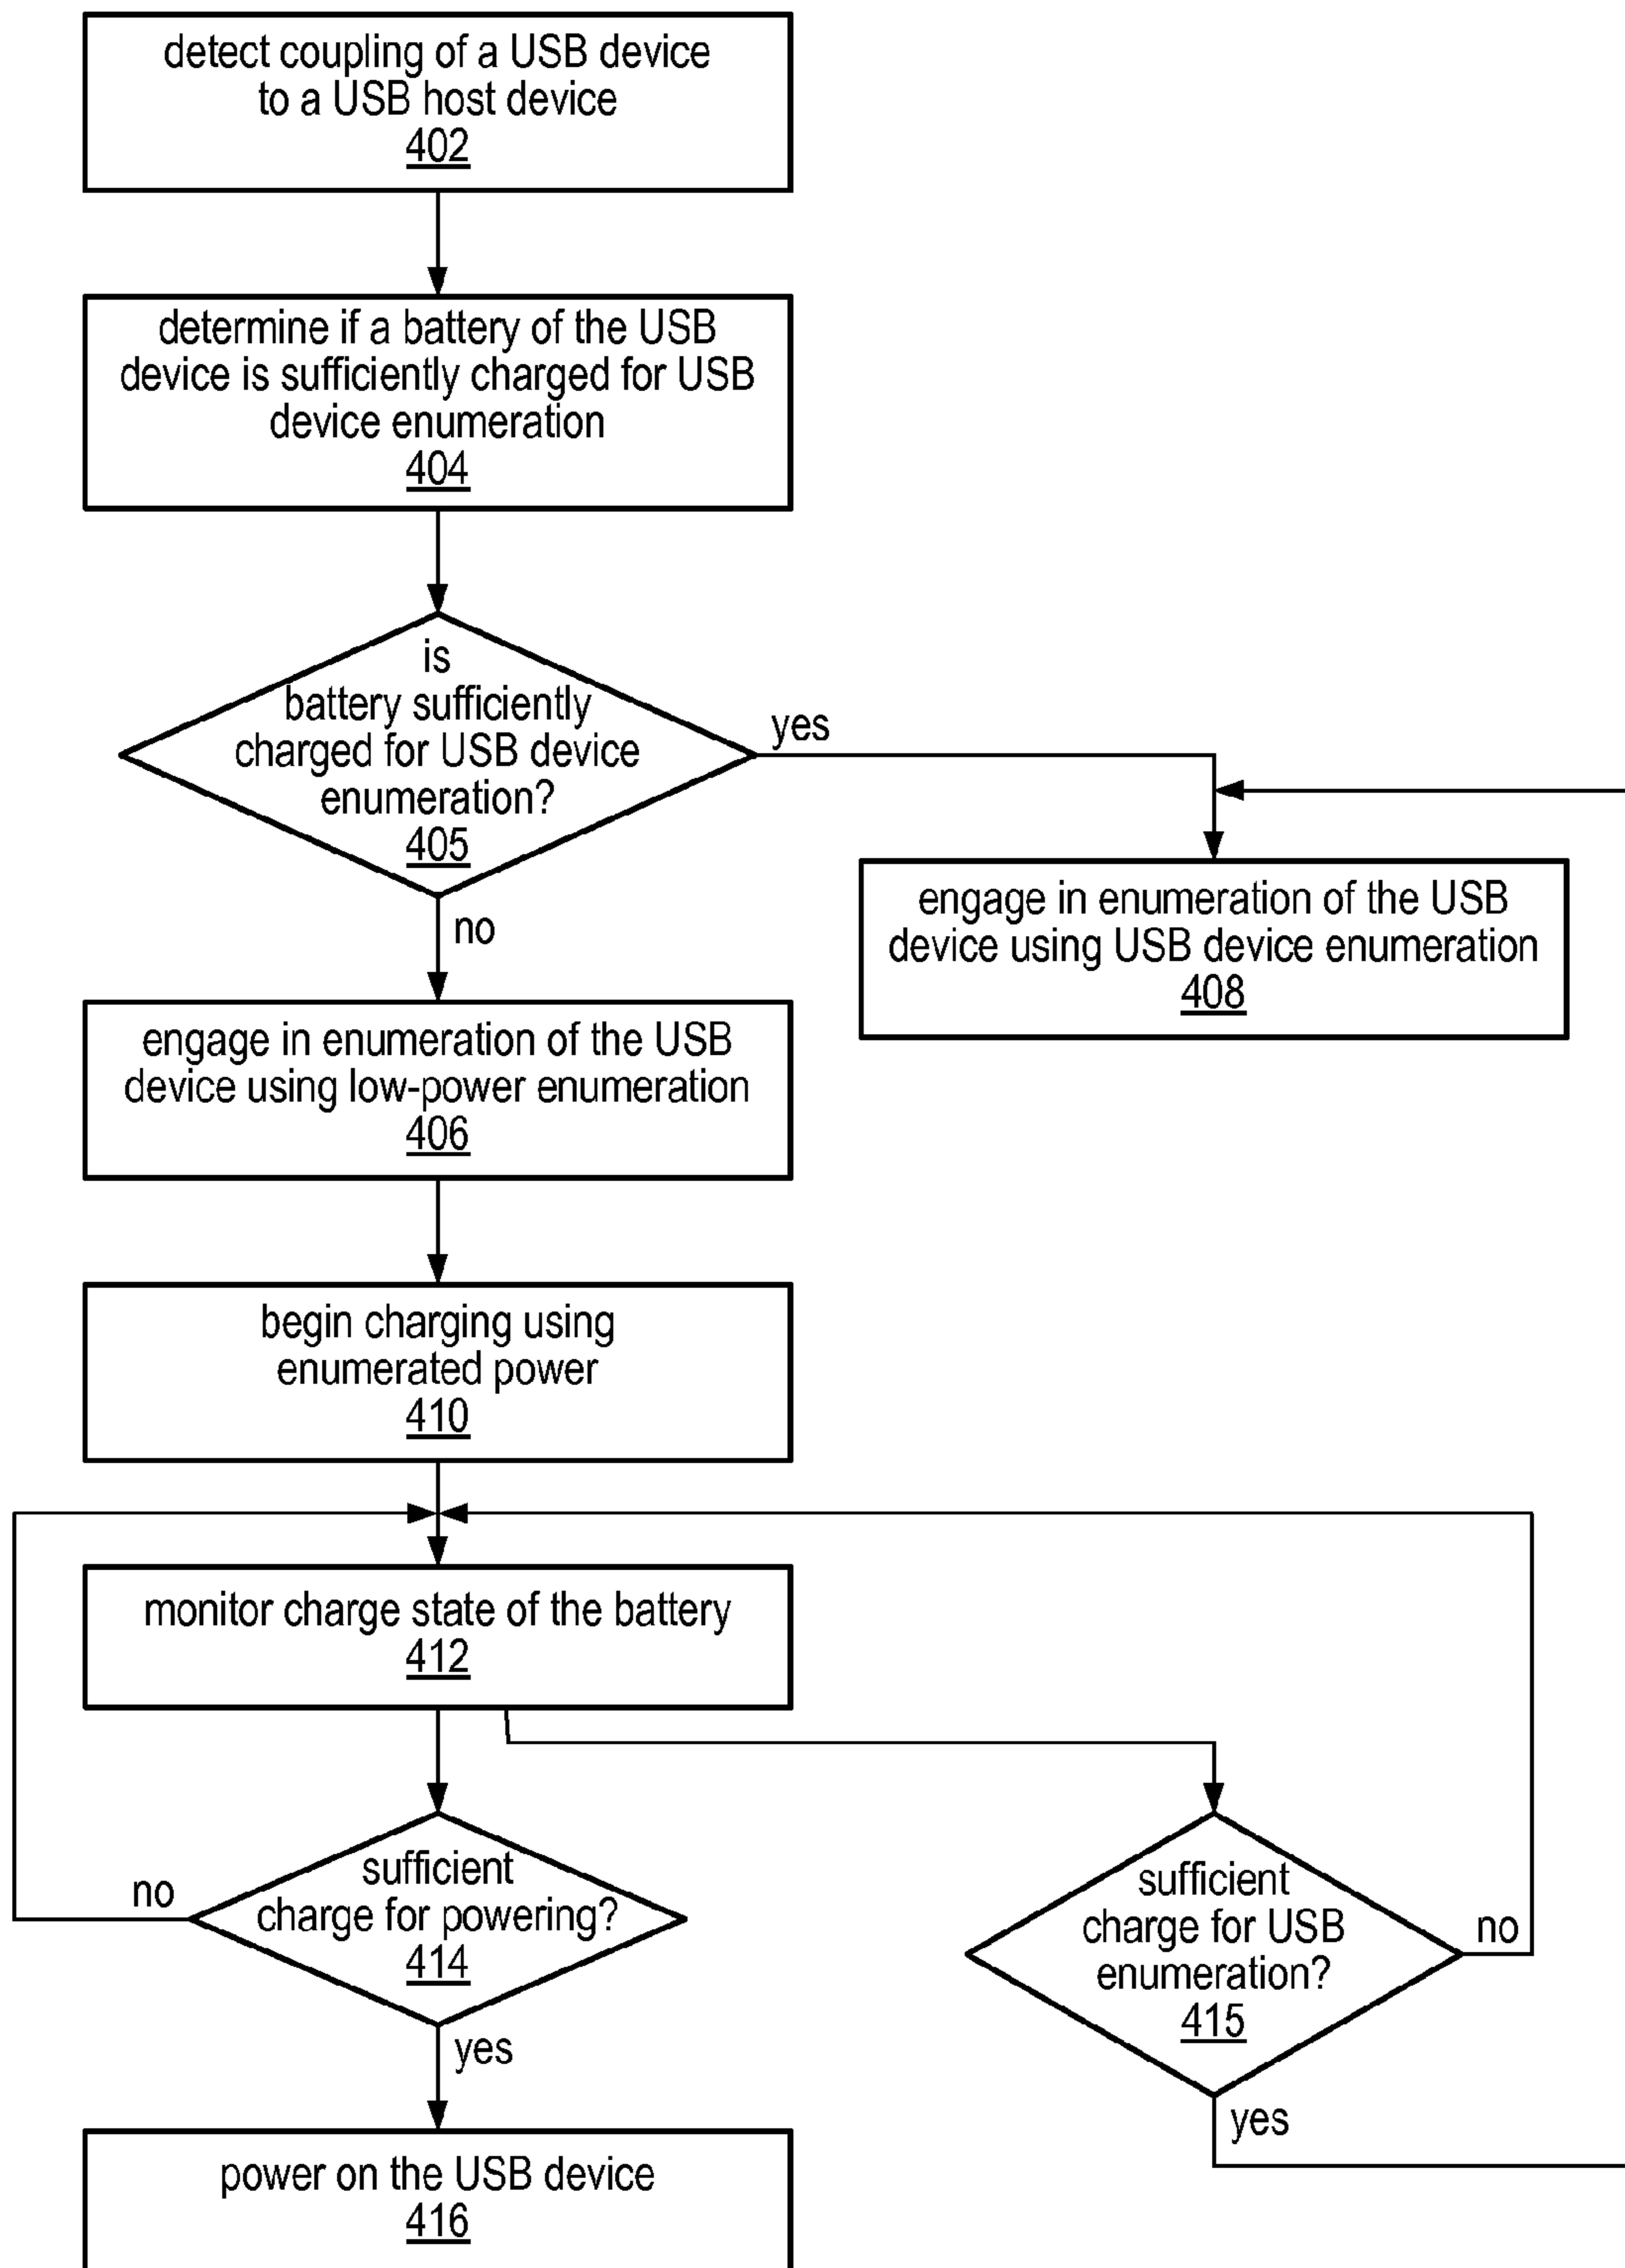 detect coupling of a USB device
to a USB host device
402
determine if a battery of the USB
device is sufficiently charged for USB
device enumeration
404
is
battery sufficiently
charged for USB device
enumeration?
405
yes
no
engage in enumeration of the USB
device using USB device enumeration
408
engage in enumeration of the USB
device using low-power enumeration
406
begin charging using
enumerated power
410
monitor charge state of the battery
412
no
sufficient
charge for powering?
414
yes
sufficient
charge for USB
enumeration?
415
no
yes
power on the USB device
416